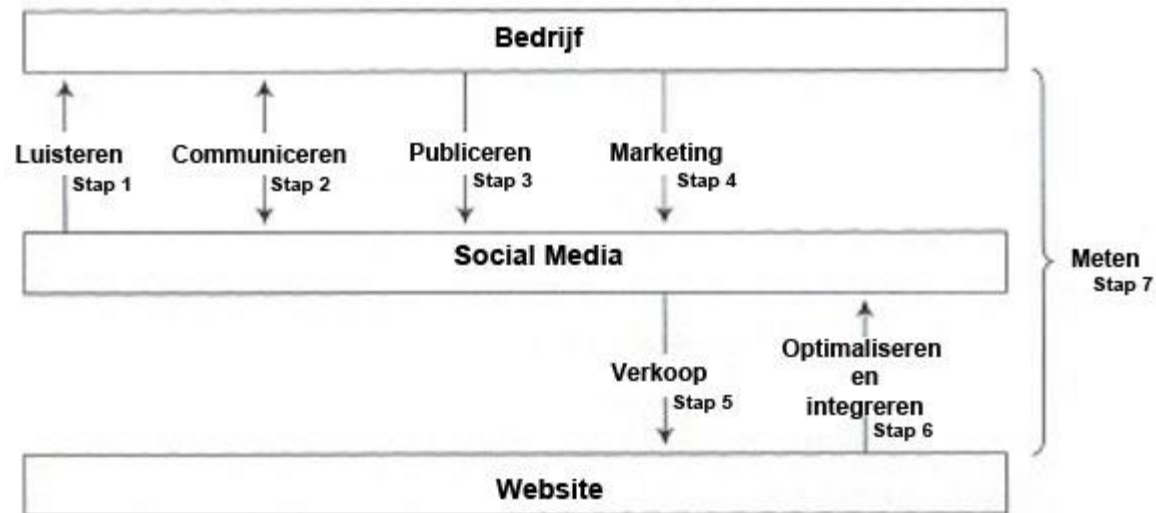 Bedrijf
Luisteren
Stap 1
Communiceren
Stap 2
Publiceren
Stap 3
Marketing
Stap 4
Social Media
Meten
Stap 7
Verkoop
Stap 5
Optimaliseren
en
integreren
Stap 6
Website